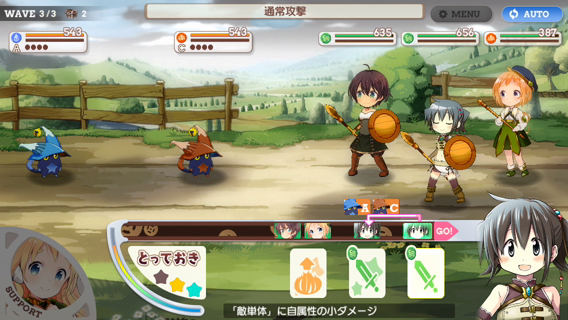 WAVE 3/3 2
通常攻撃
MENU
AUTO
543
A
543
C
635
656
387
A C
GO!
とっておき
SUPPORT
「敵単体」に自属性の小ダメージ